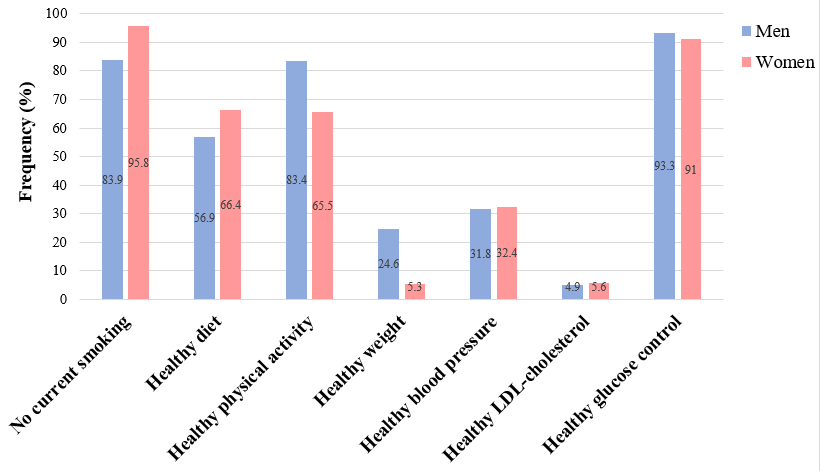 100
90
80
70
60
50
40
30
20
10
0
Frequency (%)
83.9
95.8
56.9
66.4
83.4
65.5
24.6
5.3
31.8
32.4
4.9
5.6
93.3
91
No current smoking
Healthy diet
Healthy physical activity
Healthy weight
Healthy blood pressure
Healthy LDL-cholesterol
Healthy glucose control
Men
Women